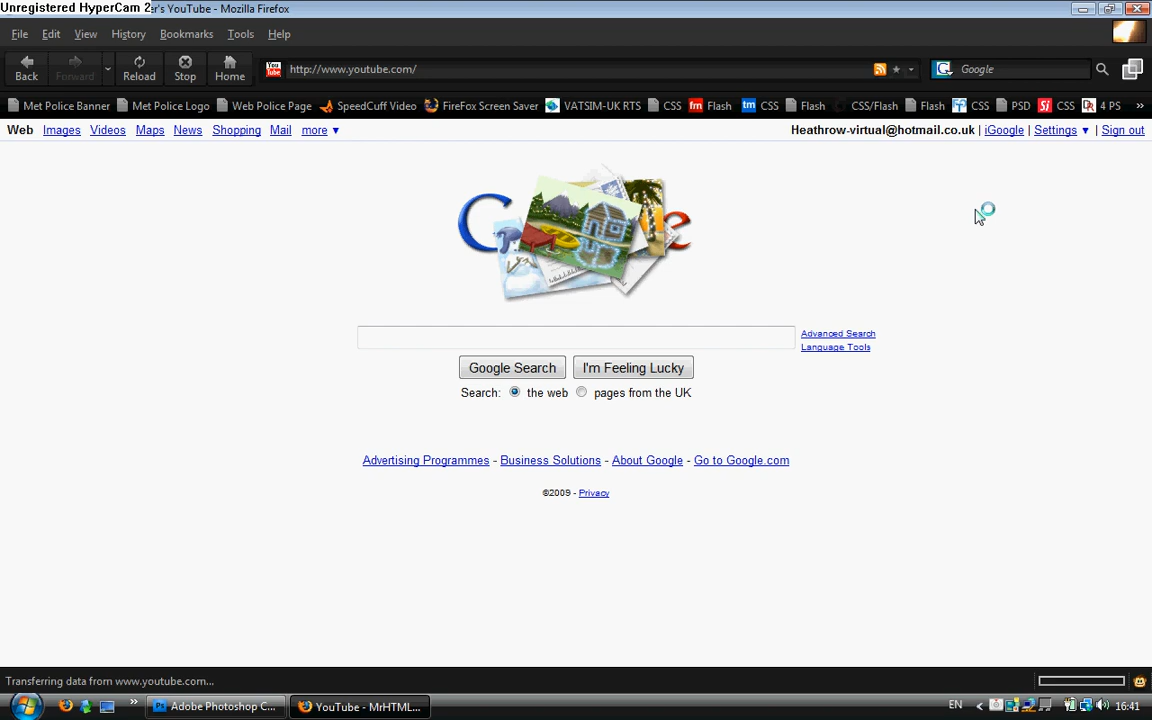 Unregistered HyperCam 2 r's YouTube - Mozilla Firefox
File Edit View History Bookmarks Tools Help
Back Forward Reload Stop Home You Tube http://www.youtube.com/ Google
Met Police Banner Met Police Logo Web Police Page SpeedCuff Video FireFox Screen Saver VATSIM-UK RTS CSS fm Flash tm CSS Flash CSS/Flash Flash CSS PSD CSS 4 PS »
Web Images Videos Maps News Shopping Mail more ▼ Heathrow-virtual@hotmail.co.uk | iGoogle | Settings ▼ | Sign out
Advanced Search
Language Tools
Google Search I'm Feeling Lucky
Search: the web pages from the UK
Advertising Programmes - Business Solutions - About Google - Go to Google.com
©2009 - Privacy
Transferring data from www.youtube.com...
» Ps Adobe Photoshop C... YouTube - MrHTML... EN 16:41